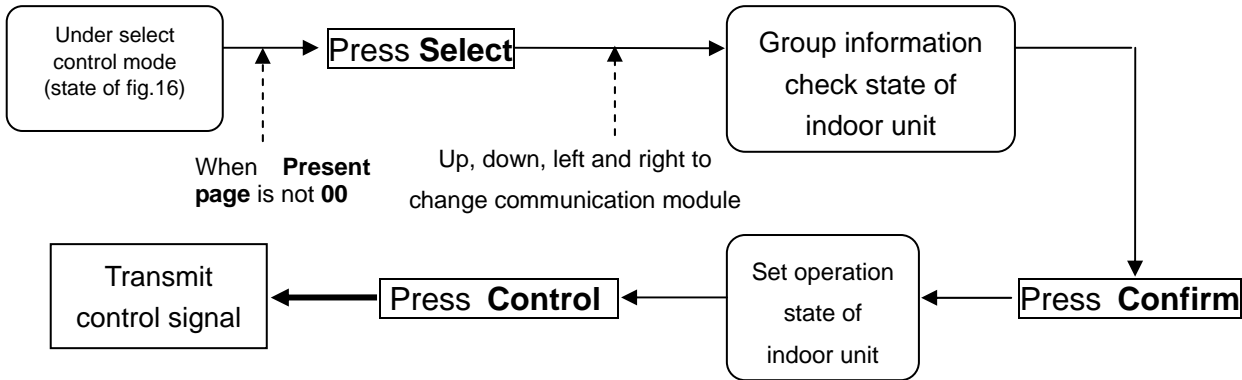 Under select
control mode
(state of fig.16)
Press Select
Group information
check state of
indoor unit
When Present
page is not 00
Up, down, left and right to
change communication module
Transmit
control signal
Press Control
Set operation
state of
indoor unit
Press Confirm